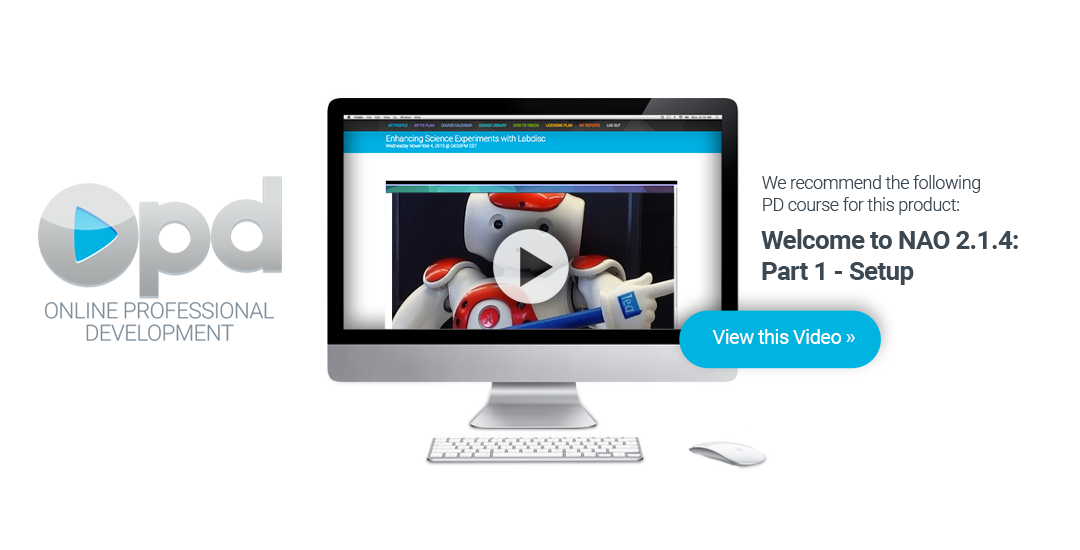 opd
ONLINE PROFESSIONAL
DEVELOPMENT
MY PROFILE MY PD PLAN COURSE CALENDAR COURSE LIBRARY HOW-TO VIDEOS LICENSING PLAN MY REPORTS LOG OUT
Enhancing Science Experiments with Labdisc
Wednesday November 4, 2015 @ 04:00PM EST
Ted
We recommend the following
PD course for this product:
Welcome to NAO 2.1.4:
Part 1 - Setup
View this Video »